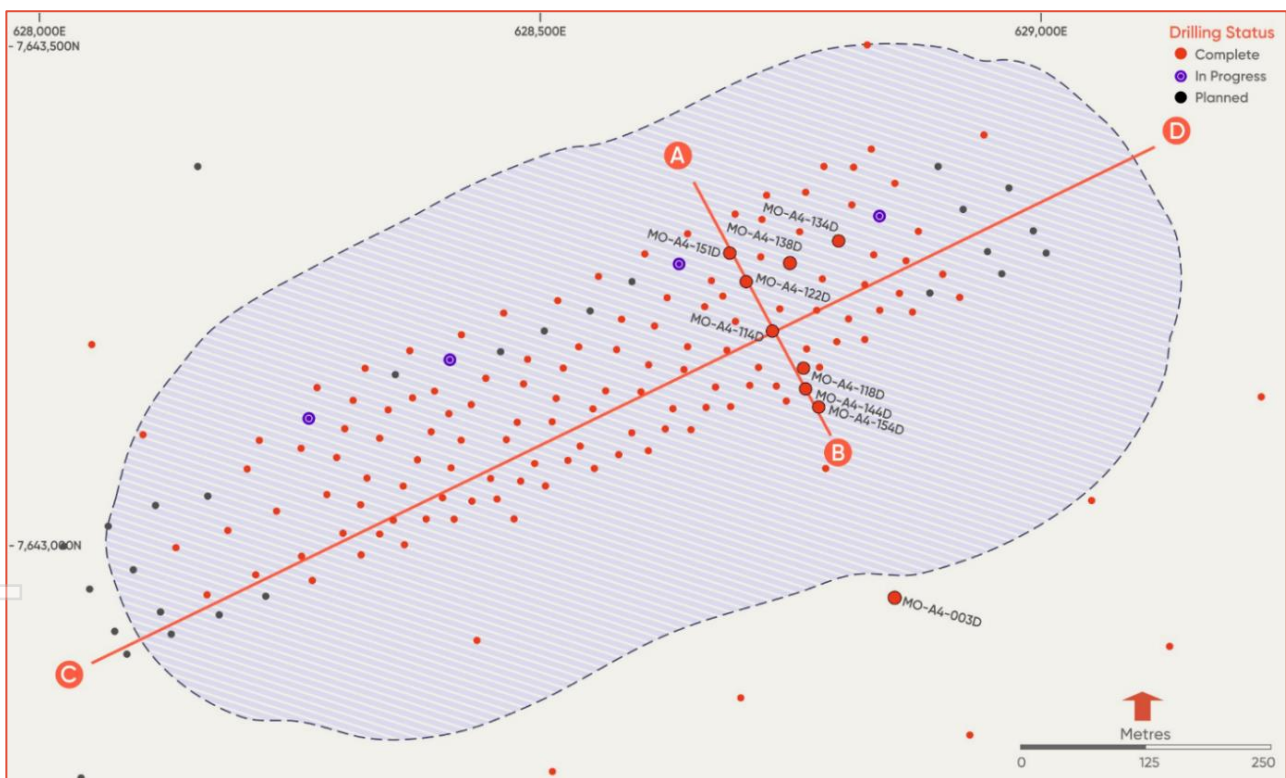 628,000E
628,500E
629,000E
- 7,643,500N
Drilling Status
Complete
In Progress
Planned
D
A
MO-A4-134D
MO-A4-138D
MO-A4-151D
MO-A4-122D
MO-A4-114D
MO-A4-118D
MO-A4-144D
MO-A4-154D
B
- 7,643,000N
MO-A4-003D
C
Metres
0
125
250